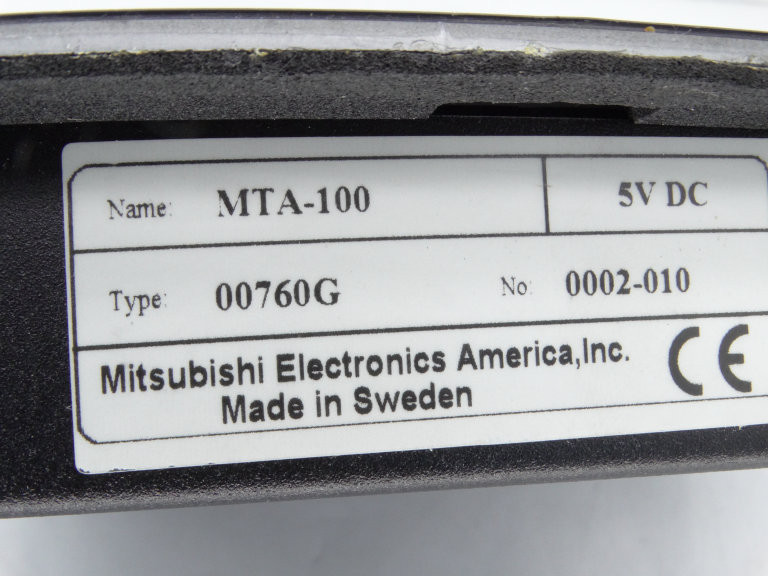 Name: MTA-100 5V DC
Type: 00760G No: 0002-010
Mitsubishi Electronics America,Inc. CE
Made in Sweden